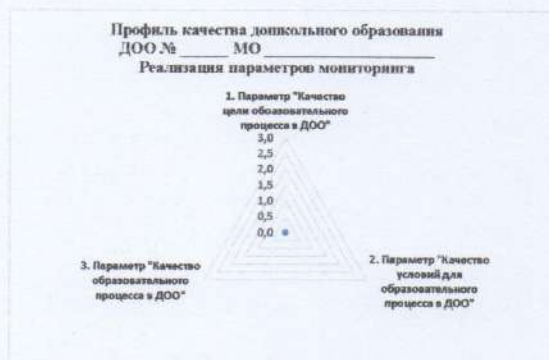 Профиль качества дошкольного образования
ДОО № ______ МО ____________________
Реализация параметров мониторинга
1. Параметр "Качество
цели обоазовательного
процесса в ДОО"
3,0
2,5
2,0
1,5
1,0
0,5
0,0
3. Параметр "Качество
образовательного
процесса в ДОО"
2. Параметр "Качество
условий для
образовательного
процесса в ДОО"